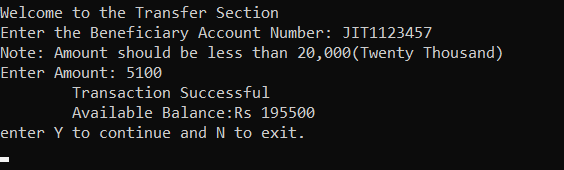 Welcome to the Transfer Section
Enter the Beneficiary Account Number: JIT1123457
Note: Amount should be less than 20,000(Twenty Thousand)
Enter Amount: 5100
Transaction Successful
Available Balance:Rs 195500
enter Y to continue and N to exit.